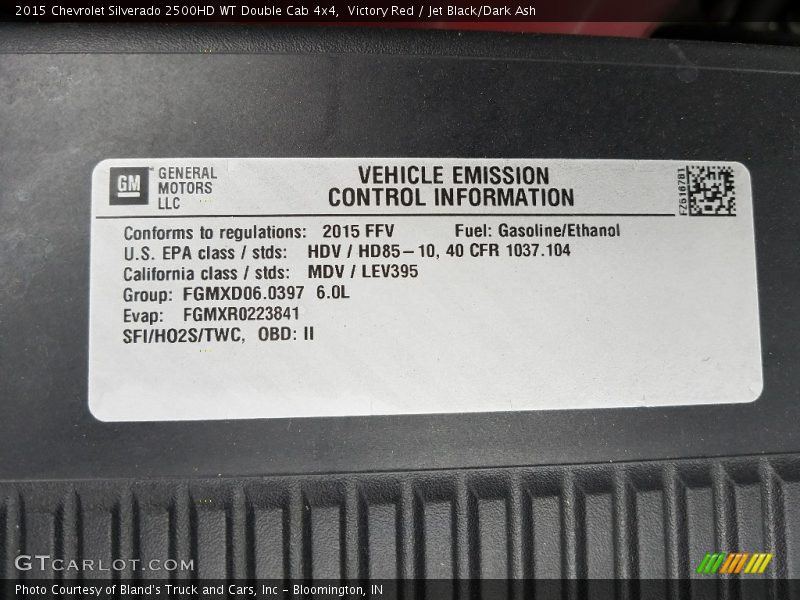 2015 Chevrolet Silverado 2500HD WT Double Cab 4x4, Victory Red / Jet Black/Dark Ash
GM
GENERAL
MOTORS
LLC
VEHICLE EMISSION
CONTROL INFORMATION
FZ616781
Conforms to regulations: 2015 FFV Fuel: Gasoline/Ethanol
U.S. EPA class / stds: HDV / HD85-10, 40 CFR 1037.104
California class / stds: MDV / LEV395
Group: FGMXD06.0397 6.0L
Evap: FGMXR0223841
SFI/HO2S/TWC, OBD: II
GTCARLOT.COM
Photo Courtesy of Bland's Truck and Cars, Inc - Bloomington, IN